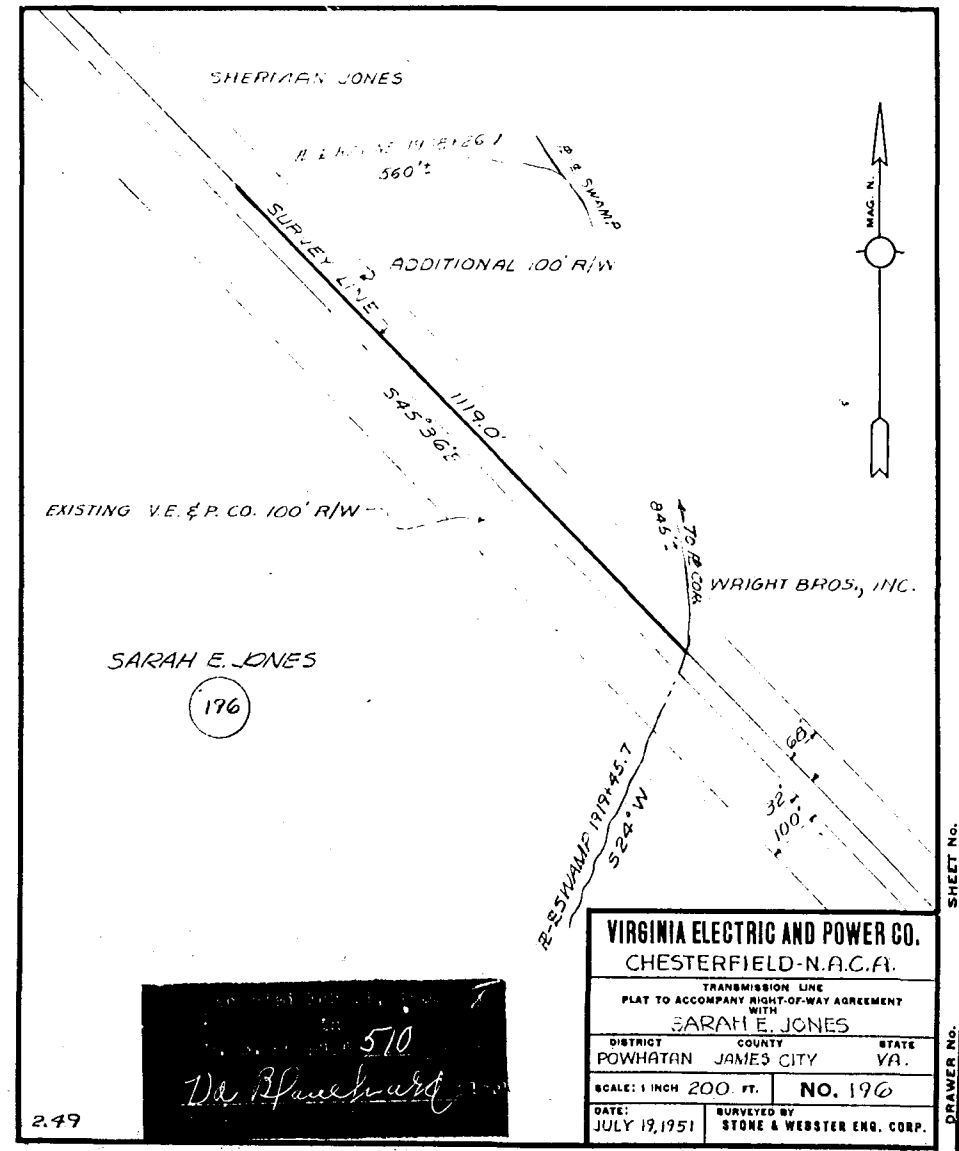 SHERMAN JONES
560'±
℄ SWAMP
MAG. N.
SURVEY LINE
ADDITIONAL 100' R/W
1119.0'
S45°36'E
EXISTING V.E. & P. CO. 100' R/W
845'±
TO ℄ COR.
WRIGHT BROS., INC.
SARAH E. JONES
196
68'
32'
100'
SWAMP 1919+45.7
S24°W
SHEET No.
DRAWER No.
VIRGINIA ELECTRIC AND POWER CO.
CHESTERFIELD-N.A.C.A.
TRANSMISSION LINE
PLAT TO ACCOMPANY RIGHT-OF-WAY AGREEMENT
WITH
SARAH E. JONES
DISTRICT COUNTY STATE
POWHATAN JAMES CITY VA.
SCALE: 1 INCH 200 FT. NO. 196
DATE: JULY 19, 1951
SURVEYED BY
STONE & WEBSTER ENG. CORP.
510
2.49